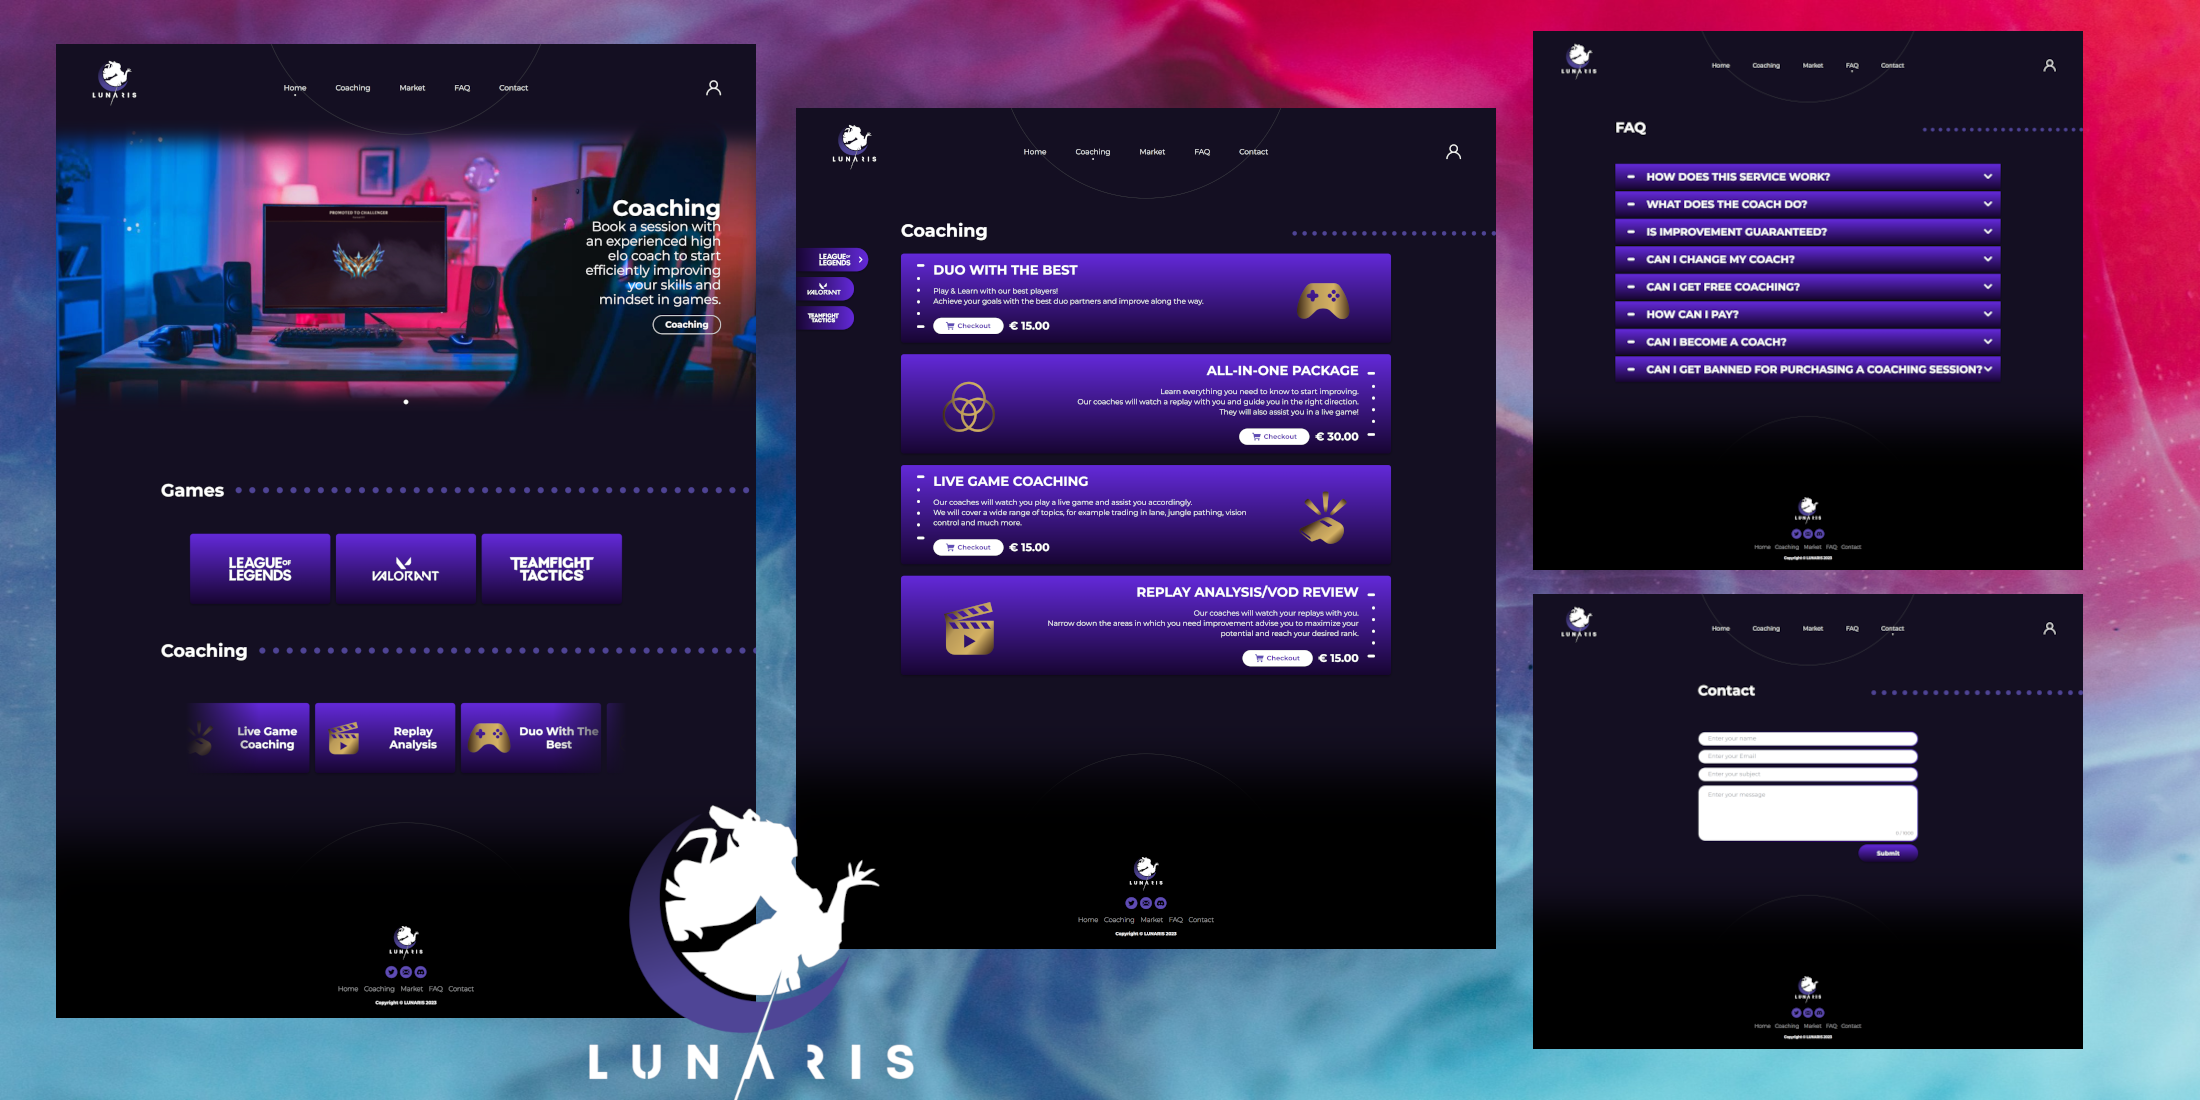 LUNARIS
Home Coaching Market FAQ Contact
PROMOTED TO CHALLENGER
Coaching
Book a session with
an experienced high
elo coach to start
efficiently improving
your skills and
mindset in games.
Coaching
Games
LEAGUE OF
LEGENDS
VALORANT
TEAMFIGHT
TACTICS
Coaching
Live Game
Coaching
Replay
Analysis
Duo With The
Best
LUNARIS
Home Coaching Market FAQ Contact
Copyright © LUNARIS 2023
LUNARIS
LUNARIS
Home Coaching Market FAQ Contact
Coaching
LEAGUE OF
LEGENDS
VALORANT
TEAMFIGHT
TACTICS
DUO WITH THE BEST
Play & Learn with our best players!
Achieve your goals with the best duo partners and improve along the way.
Checkout € 15.00
ALL-IN-ONE PACKAGE
Learn everything you need to know to start improving.
Our coaches will watch a replay with you and guide you in the right direction.
They will also assist you in a live game!
Checkout € 30.00
LIVE GAME COACHING
Our coaches will watch you play a live game and assist you accordingly.
We will cover a wide range of topics, for example trading in lane, jungle pathing, vision
control and much more.
Checkout € 15.00
REPLAY ANALYSIS/VOD REVIEW
Our coaches will watch your replays with you.
Narrow down the areas in which you need improvement advise you to maximize your
potential and reach your desired rank.
Checkout € 15.00
LUNARIS
Home Coaching Market FAQ Contact
Copyright © LUNARIS 2023
LUNARIS
Home Coaching Market FAQ Contact
FAQ
HOW DOES THIS SERVICE WORK?
WHAT DOES THE COACH DO?
IS IMPROVEMENT GUARANTEED?
CAN I CHANGE MY COACH?
CAN I GET FREE COACHING?
HOW CAN I PAY?
CAN I BECOME A COACH?
CAN I GET BANNED FOR PURCHASING A COACHING SESSION?
LUNARIS
Home Coaching Market FAQ Contact
Copyright © LUNARIS 2023
LUNARIS
Home Coaching Market FAQ Contact
Contact
Enter your name
Enter your Email
Enter your subject
Enter your message
Submit
LUNARIS
Home Coaching Market FAQ Contact
Copyright © LUNARIS 2023